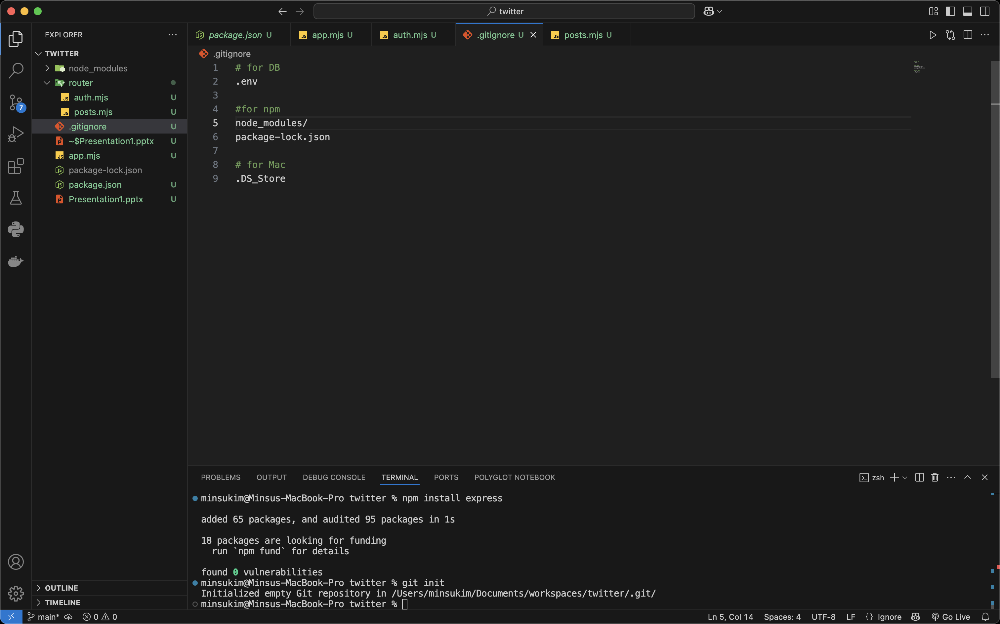 twitter
EXPLORER
TWITTER
node_modules
router
auth.mjs U
posts.mjs U
.gitignore U
~$Presentation1.pptx U
app.mjs U
package-lock.json
package.json U
Presentation1.pptx U
OUTLINE
TIMELINE
7
package.json U
app.mjs U
auth.mjs U
.gitignore U
posts.mjs U
.gitignore
1 # for DB
2 .env
3
4 #for npm
5 node_modules/
6 package-lock.json
7
8 # for Mac
9 .DS_Store
PROBLEMS OUTPUT DEBUG CONSOLE TERMINAL PORTS POLYGLOT NOTEBOOK
zsh
minsukim@Minsus-MacBook-Pro twitter % npm install express
added 65 packages, and audited 95 packages in 1s
18 packages are looking for funding
run `npm fund` for details
found 0 vulnerabilities
minsukim@Minsus-MacBook-Pro twitter % git init
Initialized empty Git repository in /Users/minsukim/Documents/workspaces/twitter/.git/
minsukim@Minsus-MacBook-Pro twitter %
main* 0 0
Ln 5, Col 14 Spaces: 4 UTF-8 LF {} Ignore Go Live